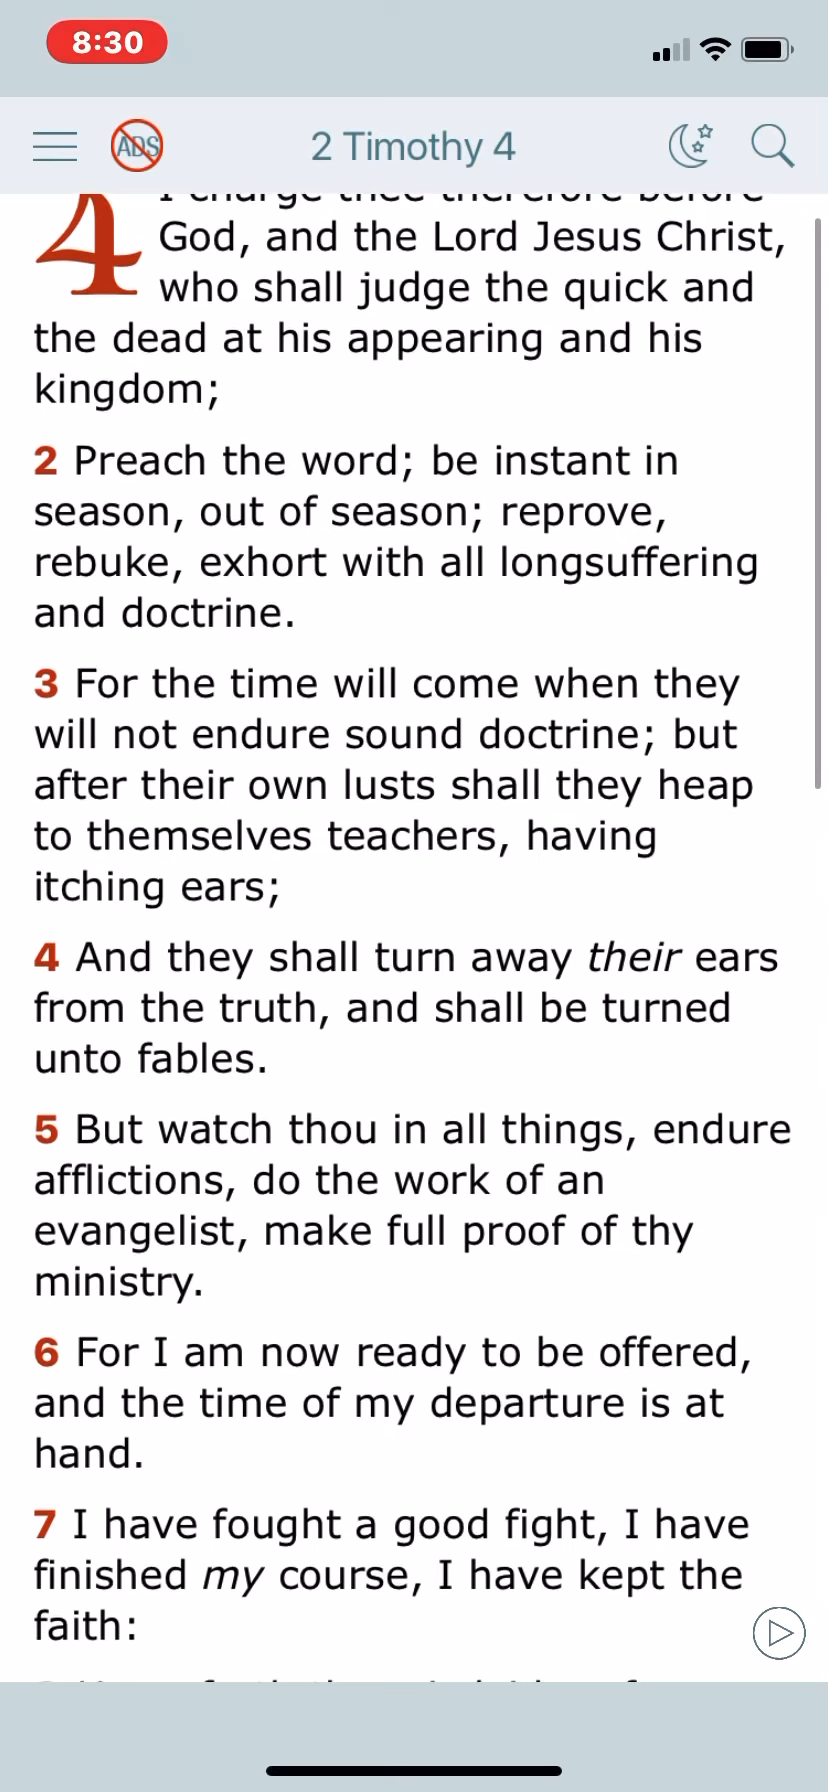 8:30
ADS
2 Timothy 4
4 I charge thee therefore before
God, and the Lord Jesus Christ,
who shall judge the quick and
the dead at his appearing and his
kingdom;
2 Preach the word; be instant in
season, out of season; reprove,
rebuke, exhort with all longsuffering
and doctrine.
3 For the time will come when they
will not endure sound doctrine; but
after their own lusts shall they heap
to themselves teachers, having
itching ears;
4 And they shall turn away their ears
from the truth, and shall be turned
unto fables.
5 But watch thou in all things, endure
afflictions, do the work of an
evangelist, make full proof of thy
ministry.
6 For I am now ready to be offered,
and the time of my departure is at
hand.
7 I have fought a good fight, I have
finished my course, I have kept the
faith: